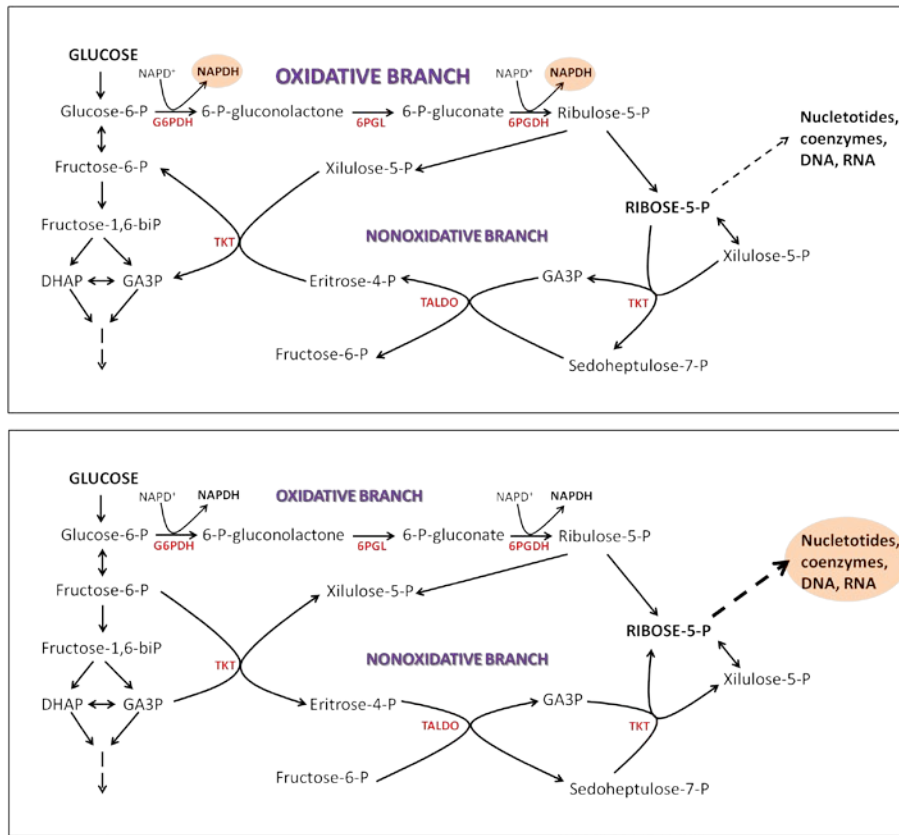 GLUCOSE
NAPD⁺ NAPDH
OXIDATIVE BRANCH
NAPD⁺ NAPDH
Glucose-6-P
G6PDH
6-P-gluconolactone
6PGL
6-P-gluconate
6PGDH
Ribulose-5-P
Nucletotides,
coenzymes,
DNA, RNA
Fructose-6-P
Xilulose-5-P
RIBOSE-5-P
Fructose-1,6-biP
TKT
NONOXIDATIVE BRANCH
Xilulose-5-P
DHAP
GA3P
Eritrose-4-P
GA3P
TALDO
TKT
Fructose-6-P
Sedoheptulose-7-P
GLUCOSE
NAPD⁺ NAPDH
OXIDATIVE BRANCH
NAPD⁺ NAPDH
Glucose-6-P
G6PDH
6-P-gluconolactone
6PGL
6-P-gluconate
6PGDH
Ribulose-5-P
Nucletotides,
coenzymes,
DNA, RNA
Fructose-6-P
Xilulose-5-P
RIBOSE-5-P
Fructose-1,6-biP
TKT
NONOXIDATIVE BRANCH
Xilulose-5-P
DHAP
GA3P
Eritrose-4-P
GA3P
TALDO
TKT
Fructose-6-P
Sedoheptulose-7-P